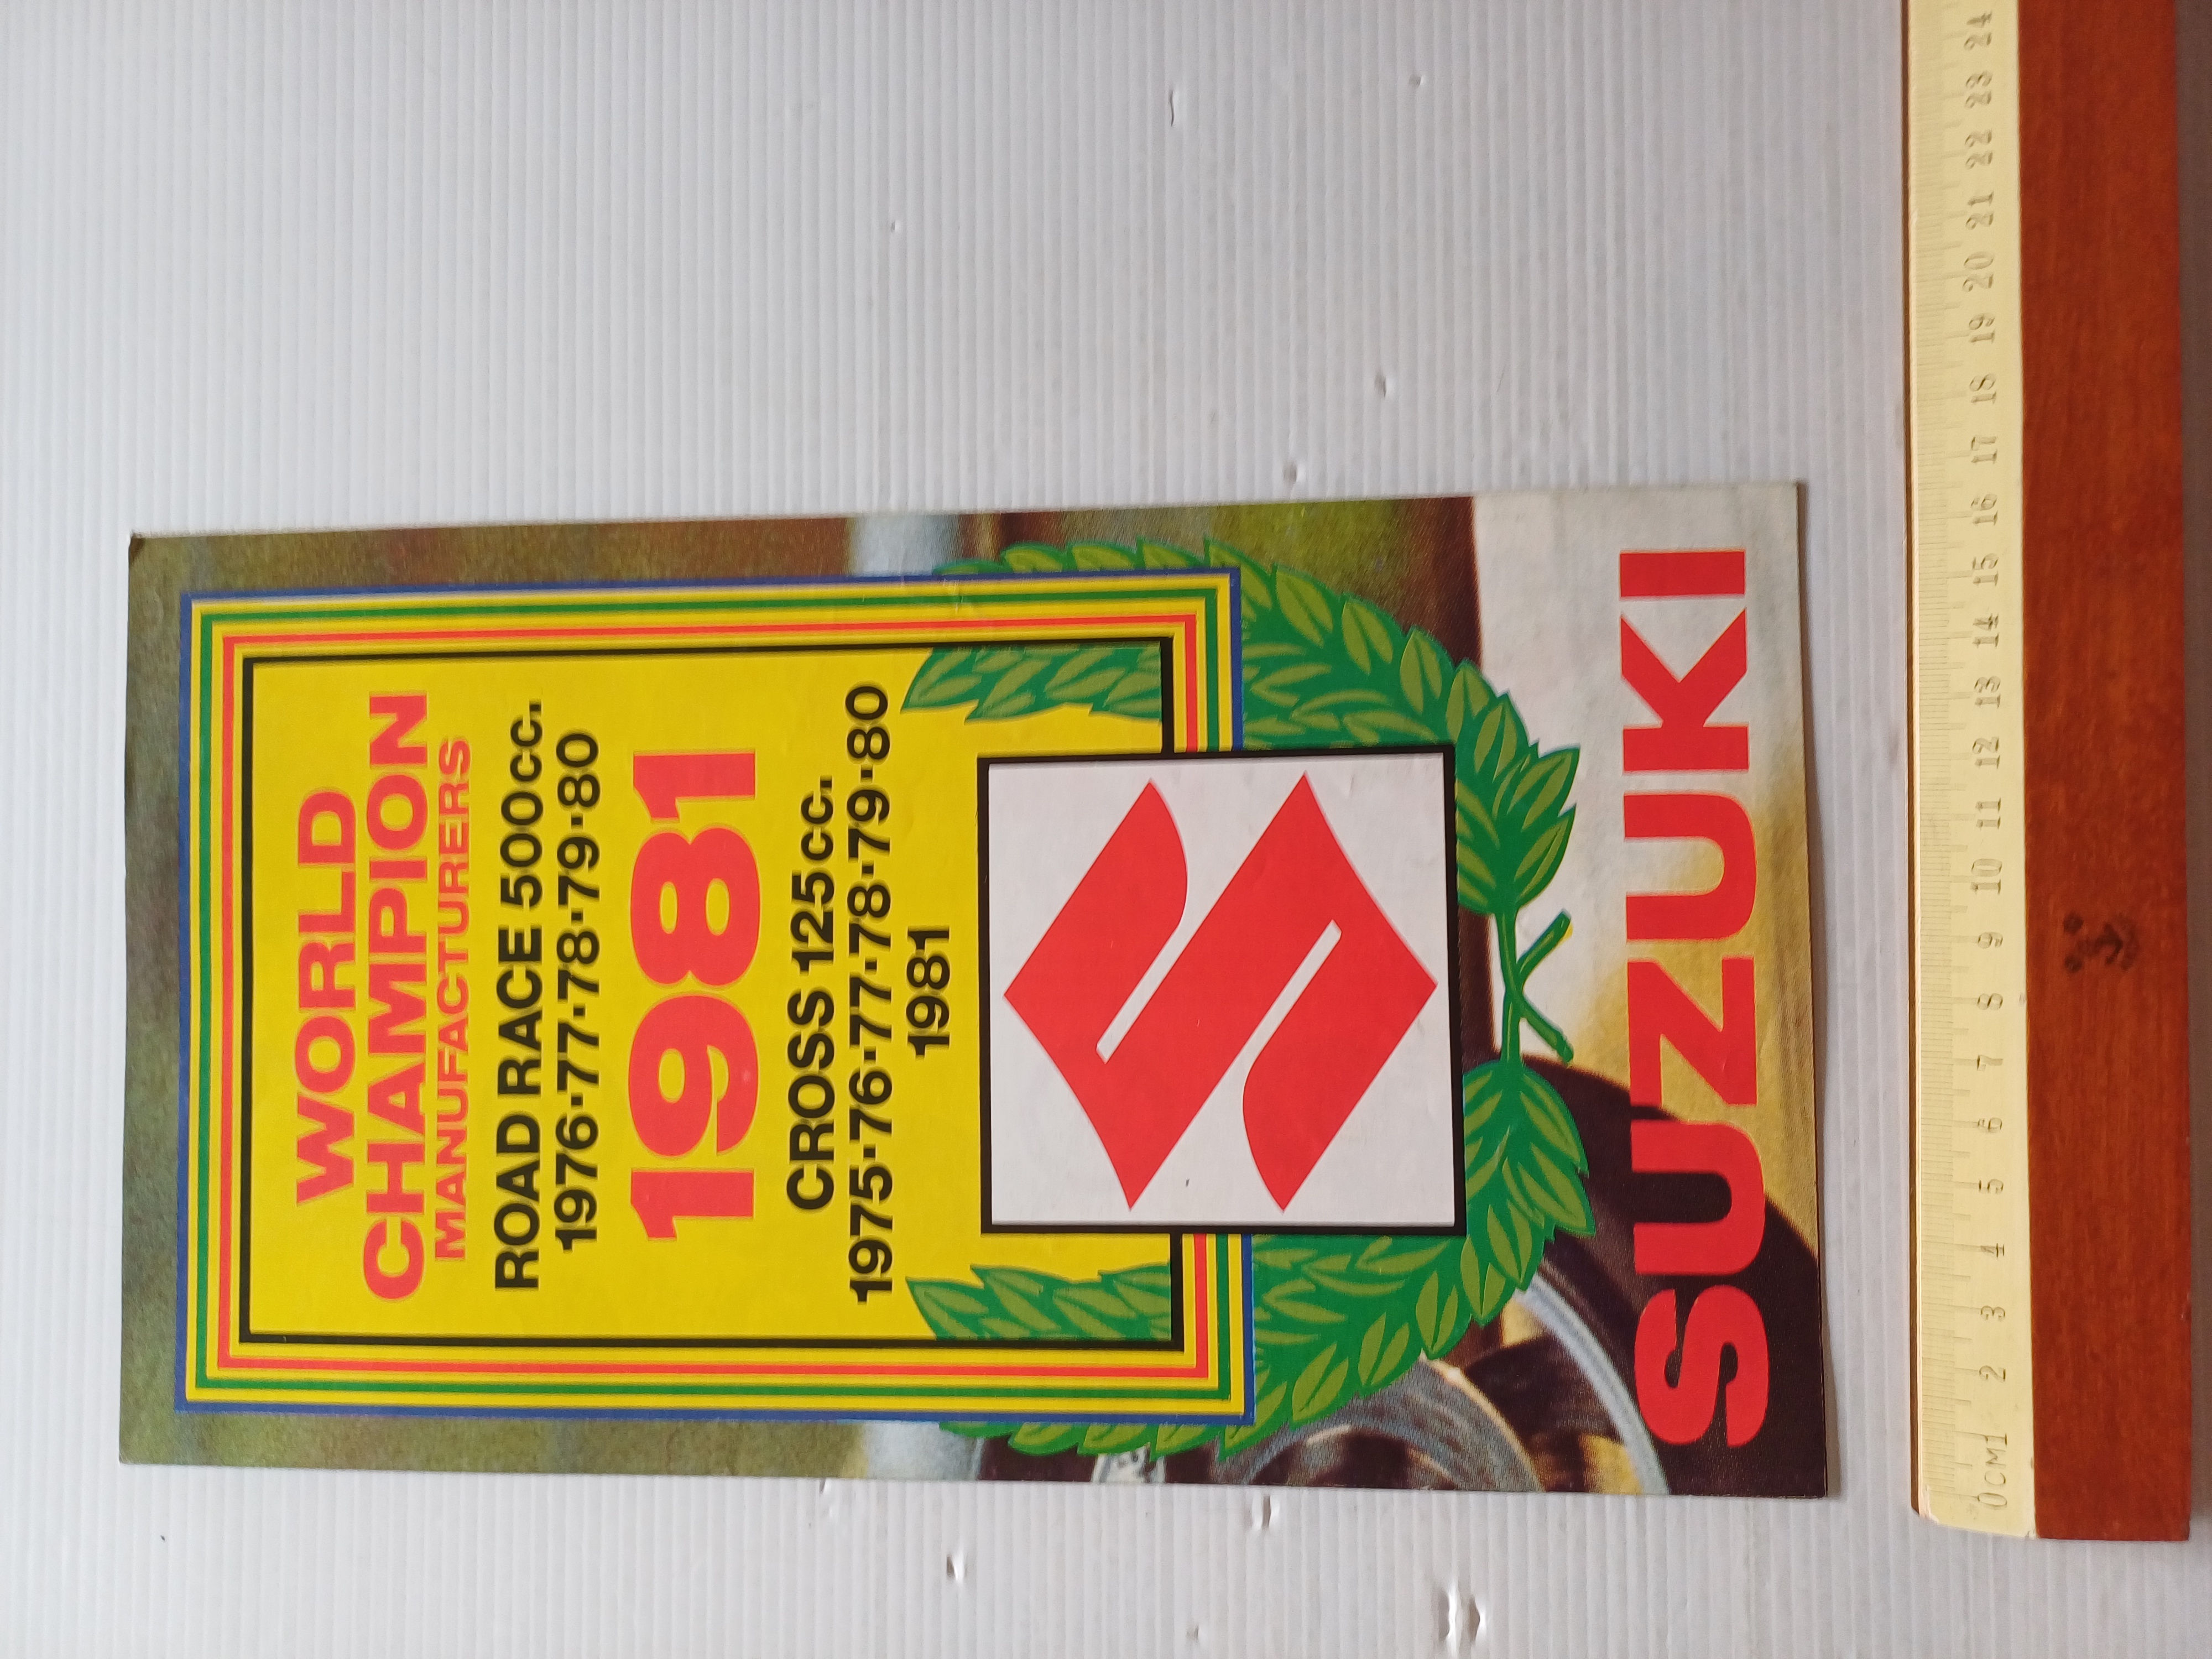 WORLD
CHAMPION
MANUFACTURERS
ROAD RACE 500cc.
1976·77·78·79·80
1981
CROSS 125cc.
1975·76·77·78·79·80
1981
SUZUKI
0CM1 2 3 4 5 6 7 8 9 10 11 12 13 14 15 16 17 18 19 20 21 22 23 24